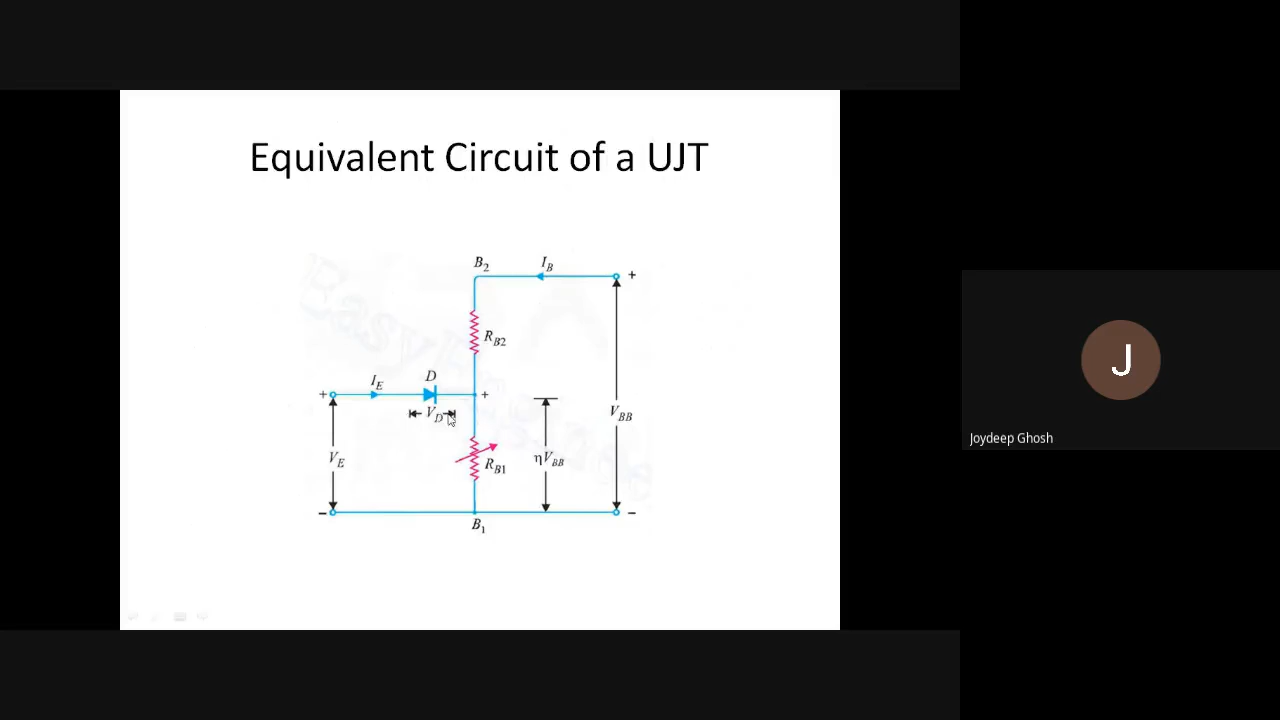 Equivalent Circuit of a UJT
B2 IB +
RB2
IE D
+ +
VD
VBB
VE RB1 ηVBB
- -
B1
J
Joydeep Ghosh